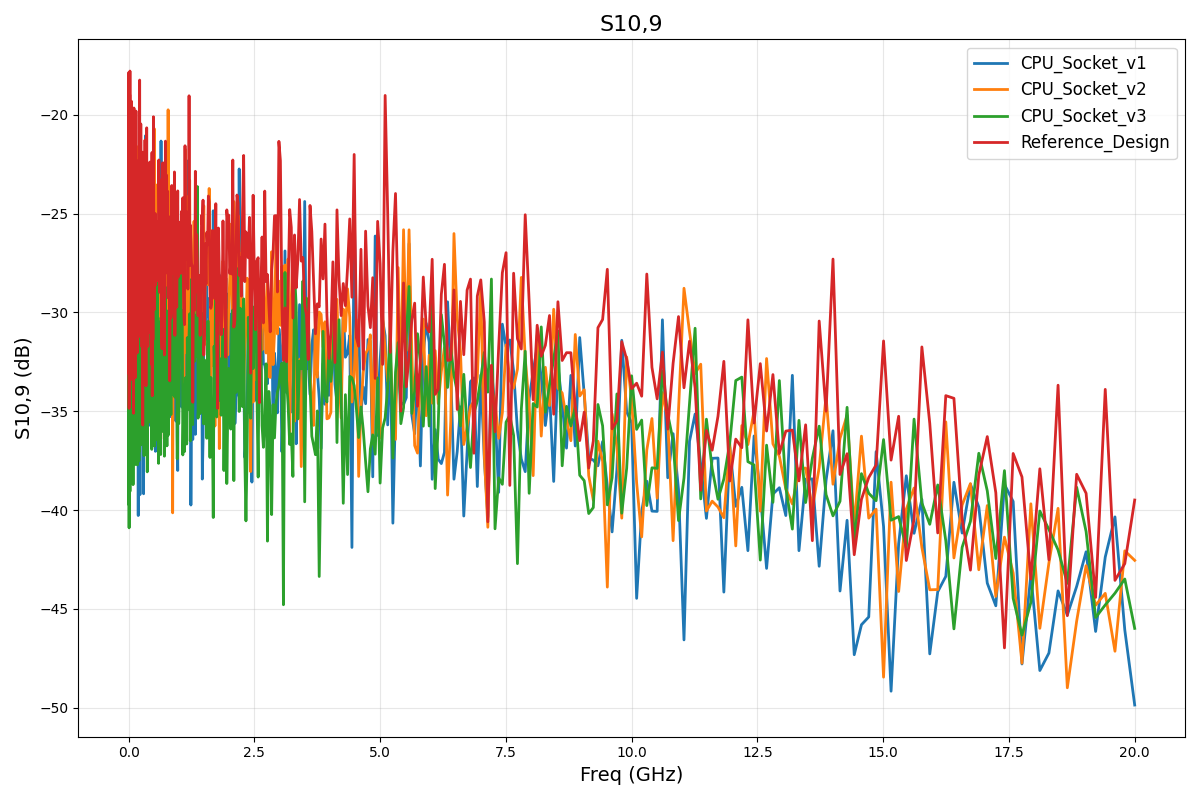 S10,9
CPU_Socket_v1
CPU_Socket_v2
CPU_Socket_v3
Reference_Design
S10,9 (dB)
−20
−25
−30
−35
−40
−45
−50
0.0 2.5 5.0 7.5 10.0 12.5 15.0 17.5 20.0
Freq (GHz)